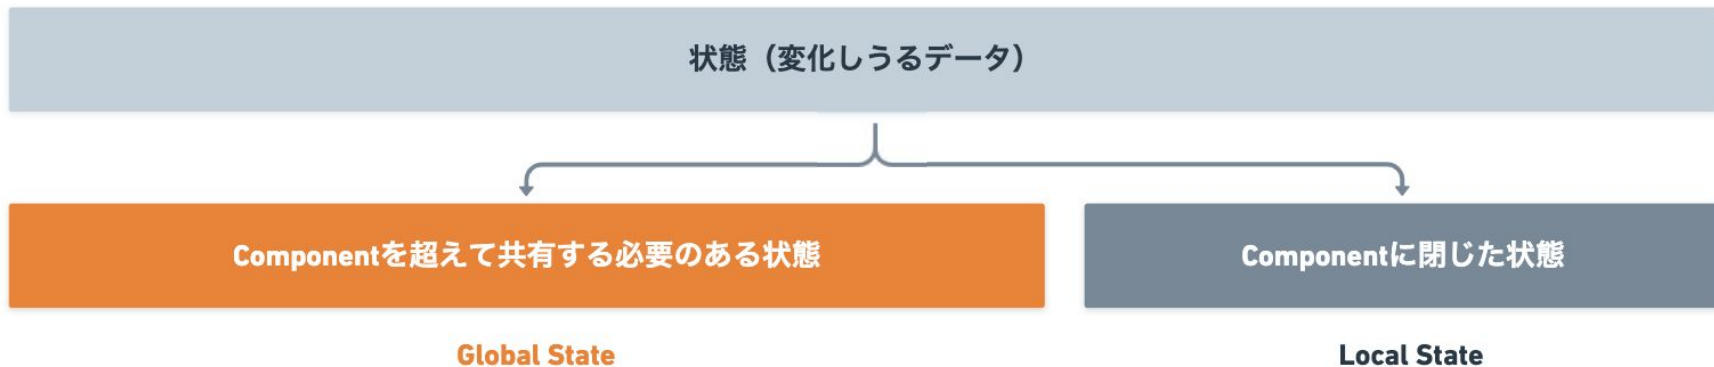 状態（変化しうるデータ）
Componentを超えて共有する必要のある状態
Componentに閉じた状態
Global State
Local State